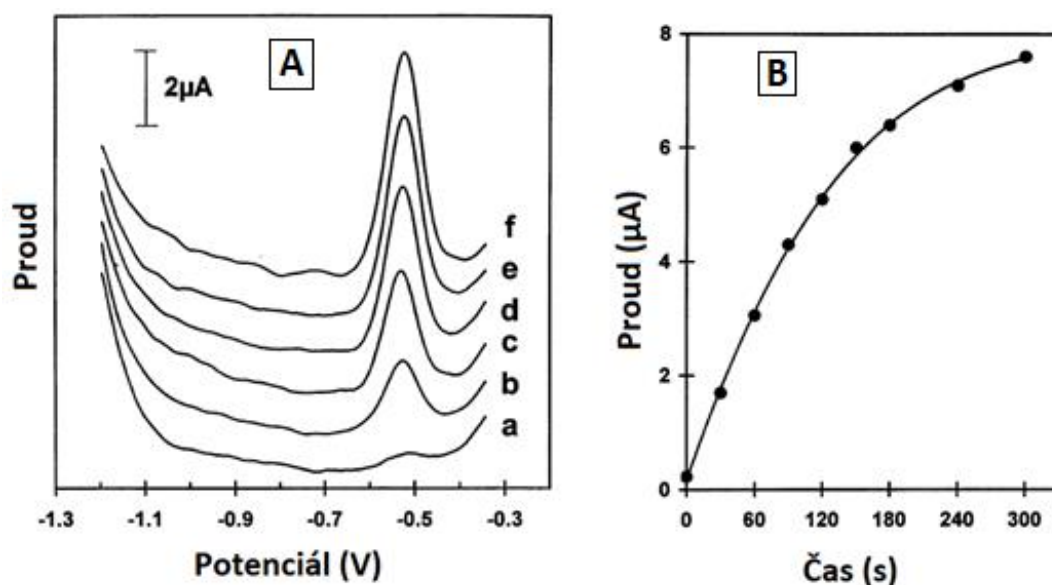 A
2µA
Proud
f
e
d
c
b
a
-1.3 -1.1 -0.9 -0.7 -0.5 -0.3
Potenciál (V)
B
Proud (µA)
8
6
4
2
0
0 60 120 180 240 300
Čas (s)